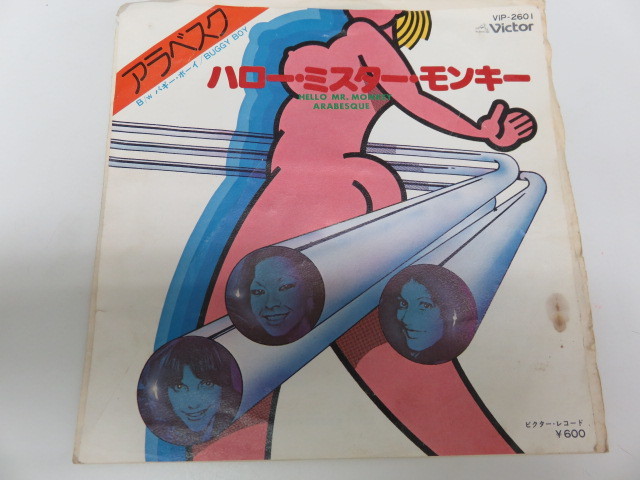 アラベスク
B/w バギー・ボーイ/BUGGY BOY
VIP-2601
Victor
ハロー・ミスター・モンキー
HELLO MR. MONKEY
ARABESQUE
ビクター・レコード
¥600